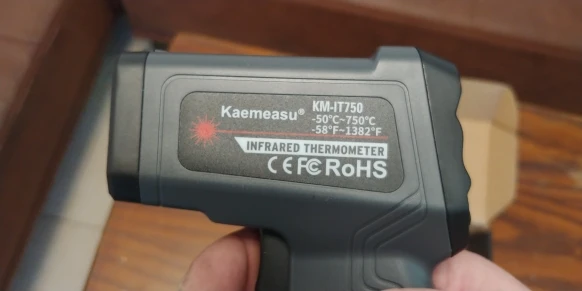 Kaemeasu®
KM-IT750
-50°C~750°C
-58°F~1382°F
INFRARED THERMOMETER
CE FC RoHS